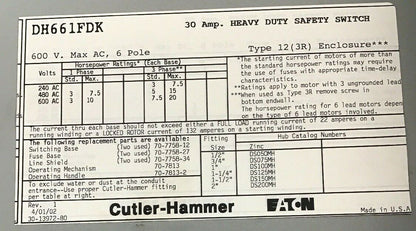 DH661FDK
30 Amp. HEAVY DUTY SAFETY SWITCH
600 V. Max AC, 6 Pole
Type 12(3R) Enclosure***
Horsepower Ratings* (Each Base)
Volts
1 Phase 3 Phase
Std. Max. Std. Max.
240 AC 3 7.5
480 AC 3 7.5 5 15
600 AC 3 10 7.5 20
*The starting current of motors of more than
the standard horsepower ratings may require
the use of fuses with appropriate time-delay
characteristics.
**Ratings apply to motor with 3 ungrounded leads
***When used as Type 3R remove screw in
bottom endwall.
The horsepower rating for 6 lead motors depend
on the type of 6 lead motors involved.
The current thru each base should not exceed either a FULL LOAD running current of 22 amperes on a
running winding or a LOCKED ROTOR current of 132 amperes on a starting winding.
The following replacement parts are available:
Switching Base (Two used) 70-7758-12
Fuse Base (Two used) 70-7758-27
Line Shield (Two used) 70-7758-34
Operating Mechanism 70-7813
Operating Handle 70-7813-2
To exclude water or dust at the conduit
entrance--Use proper Cutler-Hammer fitting
per table at right.
Fitting Size
Hub Catalog Numbers
Zinc
1/2" DS050MH
3/4" DS075MH
1" DS100MH
1-1/4" DS125MH
1-1/2" DS150MH
2" DS200MH
Rev. 1
4/01/02
30-13972-80
Cutler-Hammer
EATON
Made in U.S.A